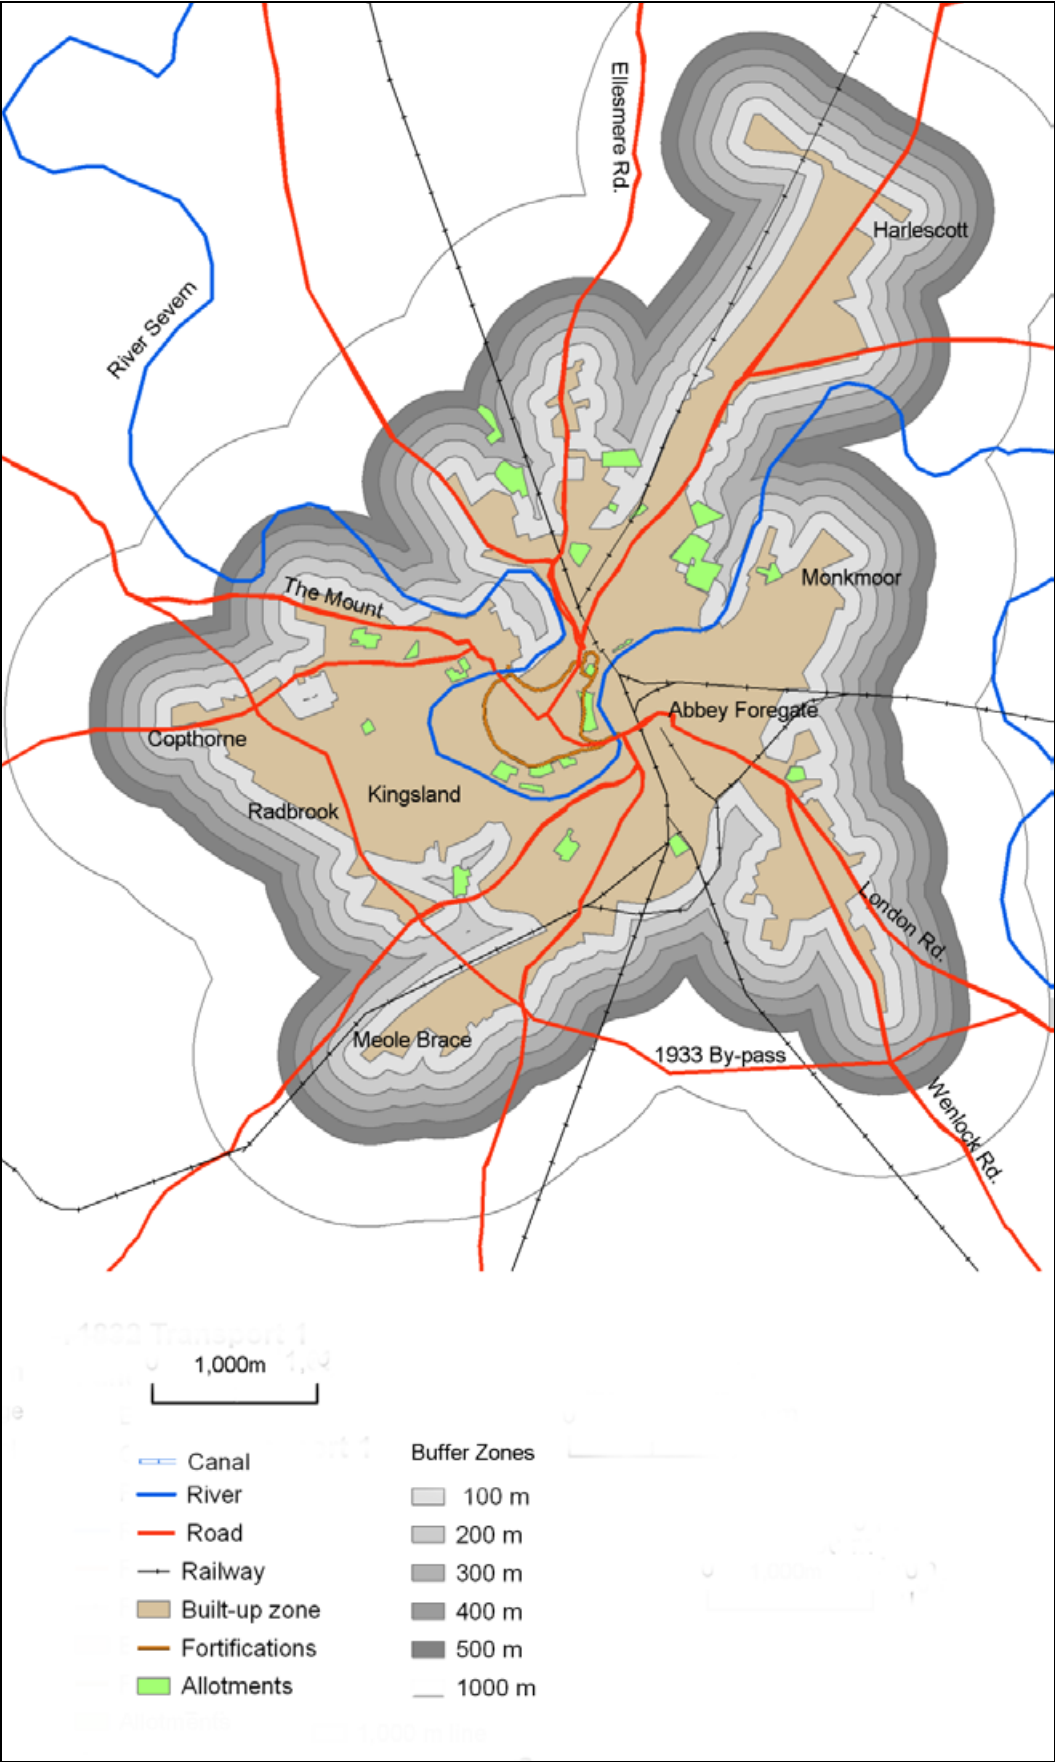 Ellesmere Rd.
Harlescott
River Severn
Monkmoor
The Mount
Abbey Foregate
Copthorne
Kingsland
Radbrook
London Rd.
Meole Brace
1933 By-pass
Wenlock Rd.
1,000m
Canal
River
Road
Railway
Built-up zone
Fortifications
Allotments
Buffer Zones
100 m
200 m
300 m
400 m
500 m
1000 m